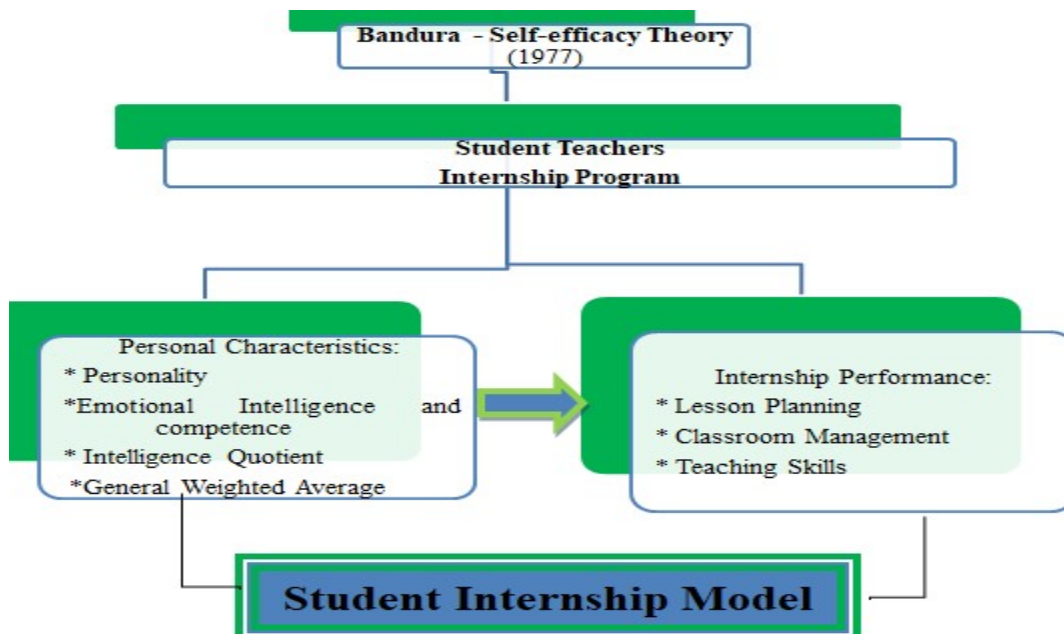 Bandura - Self-efficacy Theory
(1977)
Student Teachers
Internship Program
Personal Characteristics:
* Personality
*Emotional Intelligence and
competence
* Intelligence Quotient
*General Weighted Average
Internship Performance:
* Lesson Planning
* Classroom Management
* Teaching Skills
Student Internship Model